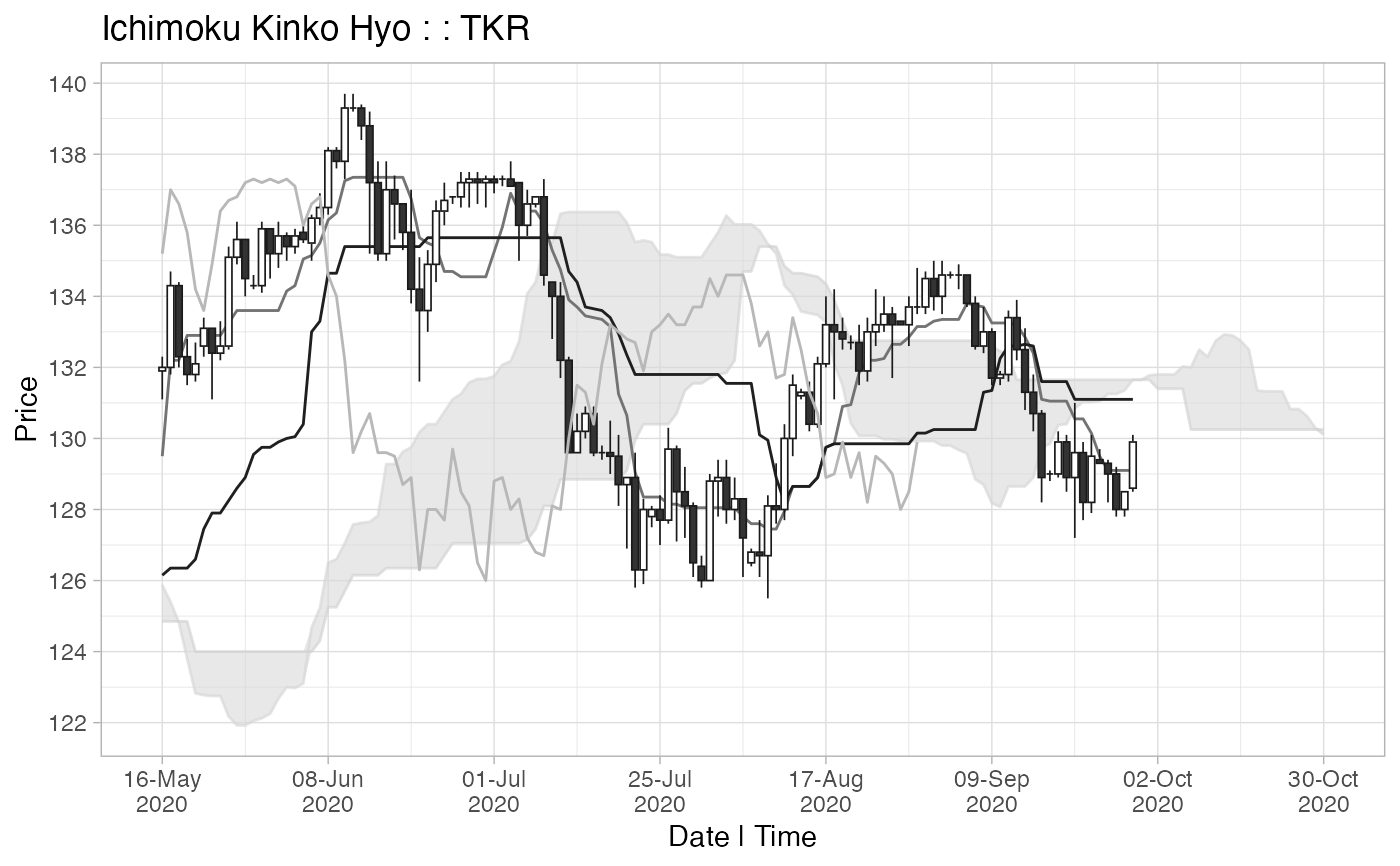 Ichimoku Kinko Hyo : : TKR
Price
140
138
136
134
132
130
128
126
124
122
16-May 08-Jun 01-Jul 25-Jul 17-Aug 09-Sep 02-Oct 30-Oct
2020 2020 2020 2020 2020 2020 2020 2020
Date | Time